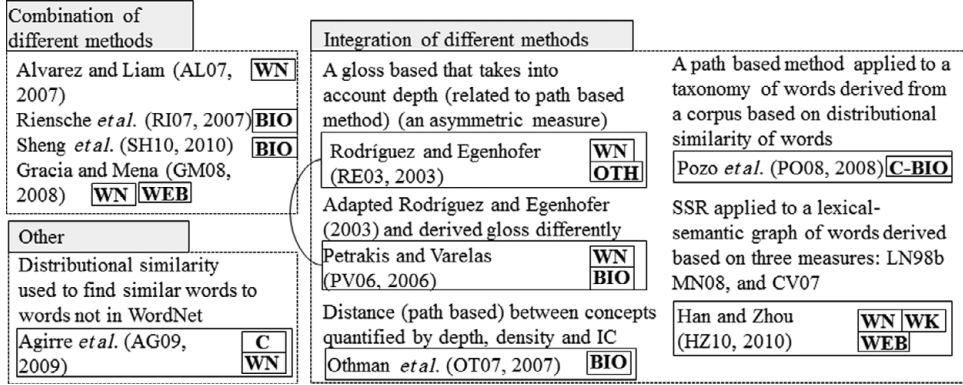 Combination of
different methods
Alvarez and Liam (AL07, WN
2007)
Riensche et al. (RI07, 2007) BIO
Sheng et al. (SH10, 2010) BIO
Gracia and Mena (GM08,
2008) WN WEB
Other
Distributional similarity
used to find similar words to
words not in WordNet
Agirre et al. (AG09, C
2009) WN
Integration of different methods
A gloss based that takes into
account depth (related to path based
method) (an asymmetric measure)
Rodríguez and Egenhofer WN
(RE03, 2003) OTH
Adapted Rodríguez and Egenhofer
(2003) and derived gloss differently
Petrakis and Varelas WN
(PV06, 2006) BIO
Distance (path based) between concepts
quantified by depth, density and IC
Othman et al. (OT07, 2007) BIO
A path based method applied to a
taxonomy of words derived from
a corpus based on distributional
similarity of words
Pozo et al. (PO08, 2008) C-BIO
SSR applied to a lexical-
semantic graph of words derived
based on three measures: LN98b
MN08, and CV07
Han and Zhou WN WK
(HZ10, 2010) WEB